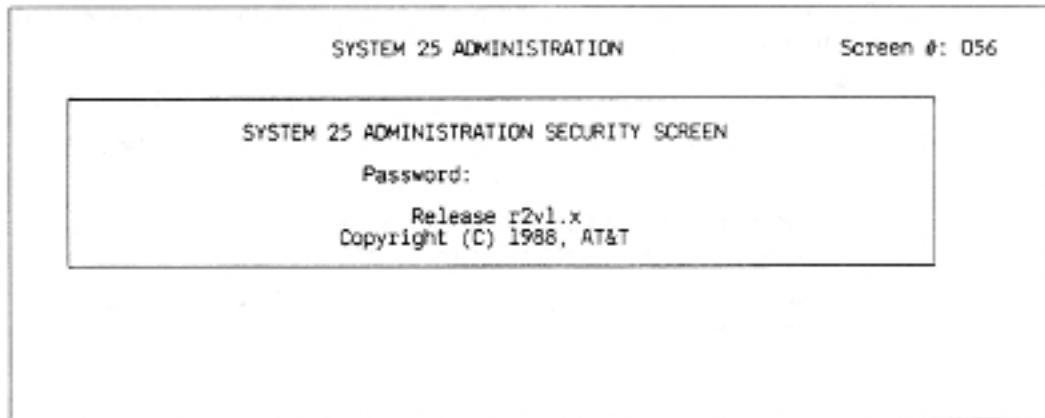 SYSTEM 25 ADMINISTRATION Screen #: 056
SYSTEM 25 ADMINISTRATION SECURITY SCREEN
Password:
Release r2v1.x
Copyright (C) 1988, AT&T